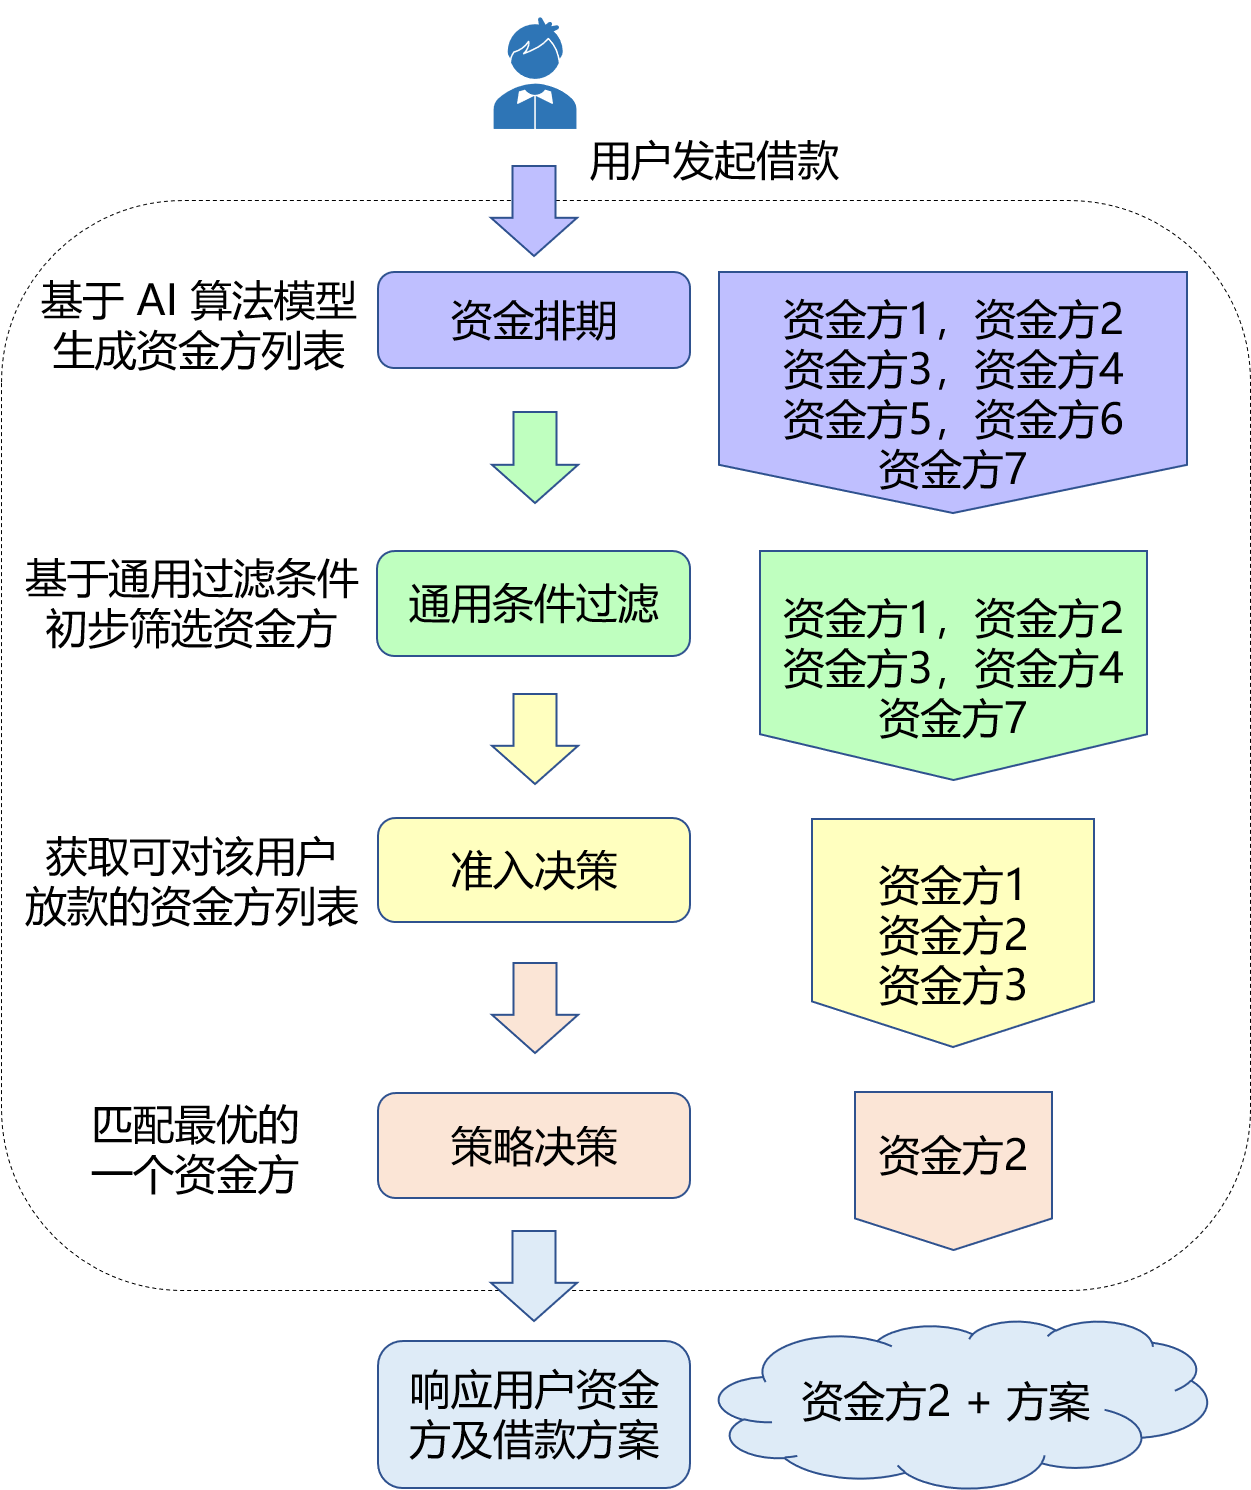 用户发起借款
基于 AI 算法模型
生成资金方列表
资金排期
资金方1，资金方2
资金方3，资金方4
资金方5，资金方6
资金方7
基于通用过滤条件
初步筛选资金方
通用条件过滤
资金方1，资金方2
资金方3，资金方4
资金方7
获取可对该用户
放款的资金方列表
准入决策
资金方1
资金方2
资金方3
匹配最优的
一个资金方
策略决策
资金方2
响应用户资金
方及借款方案
资金方2 + 方案